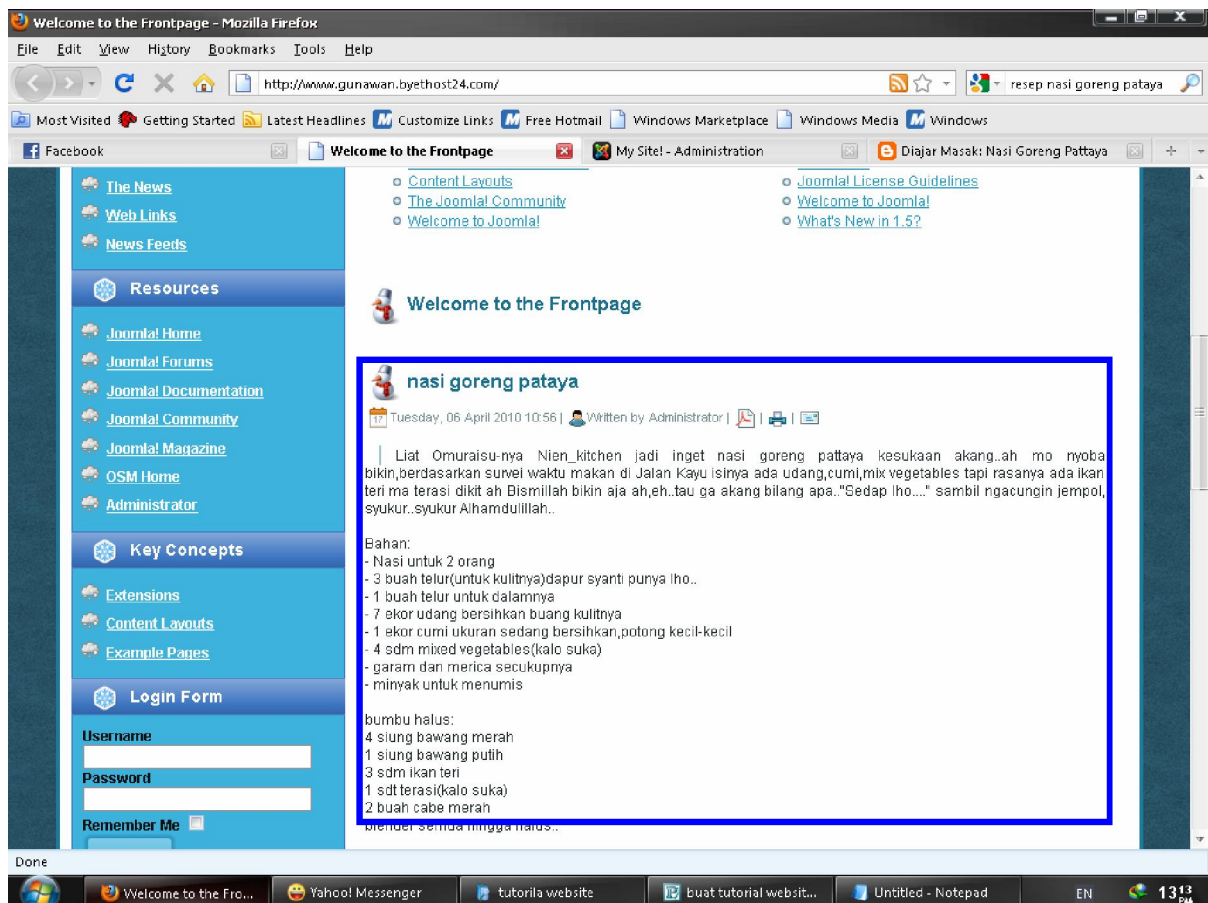 Welcome to the Frontpage - Mozilla Firefox
File Edit View History Bookmarks Tools Help
http://www.gunawan.byethost24.com/
resep nasi goreng pataya
Most Visited Getting Started Latest Headlines Customize Links Free Hotmail Windows Marketplace Windows Media Windows
Facebook
Welcome to the Frontpage
My Site! - Administration
Diajar Masak: Nasi Goreng Pattaya
The News
Web Links
News Feeds
Resources
Joomla! Home
Joomla! Forums
Joomla! Documentation
Joomla! Community
Joomla! Magazine
OSM Home
Administrator
Key Concepts
Extensions
Content Layouts
Example Pages
Login Form
Username
Password
Remember Me
Content Layouts
The Joomla! Community
Welcome to Joomla!
Joomla! License Guidelines
Welcome to Joomla!
What's New in 1.5?
Welcome to the Frontpage
nasi goreng pataya
17 Tuesday, 06 April 2010 10:56 | Written by Administrator | | |
Liat Omuraisu-nya Nien_kitchen jadi inget nasi goreng pattaya kesukaan akang..ah mo nyoba
bikin,berdasarkan survei waktu makan di Jalan Kayu isinya ada udang,cumi,mix vegetables tapi rasanya ada ikan
teri ma terasi dikit ah Bismillah bikin aja ah,eh..tau ga akang bilang apa.."Sedap lho...." sambil ngacungin jempol,
syukur..syukur Alhamdulillah..
Bahan:
- Nasi untuk 2 orang
- 3 buah telur(untuk kulitnya)dapur syanti punya lho..
- 1 buah telur untuk dalamnya
- 7 ekor udang bersihkan buang kulitnya
- 1 ekor cumi ukuran sedang bersihkan,potong kecil-kecil
- 4 sdm mixed vegetables(kalo suka)
- garam dan merica secukupnya
- minyak untuk menumis
bumbu halus:
4 siung bawang merah
1 siung bawang putih
3 sdm ikan teri
1 sdt terasi(kalo suka)
2 buah cabe merah
blender semua hingga halus..
Done
Welcome to the Fro...
Yahoo! Messenger
tutorila website
buat tutorial websit...
Untitled - Notepad
EN
13 13 PM